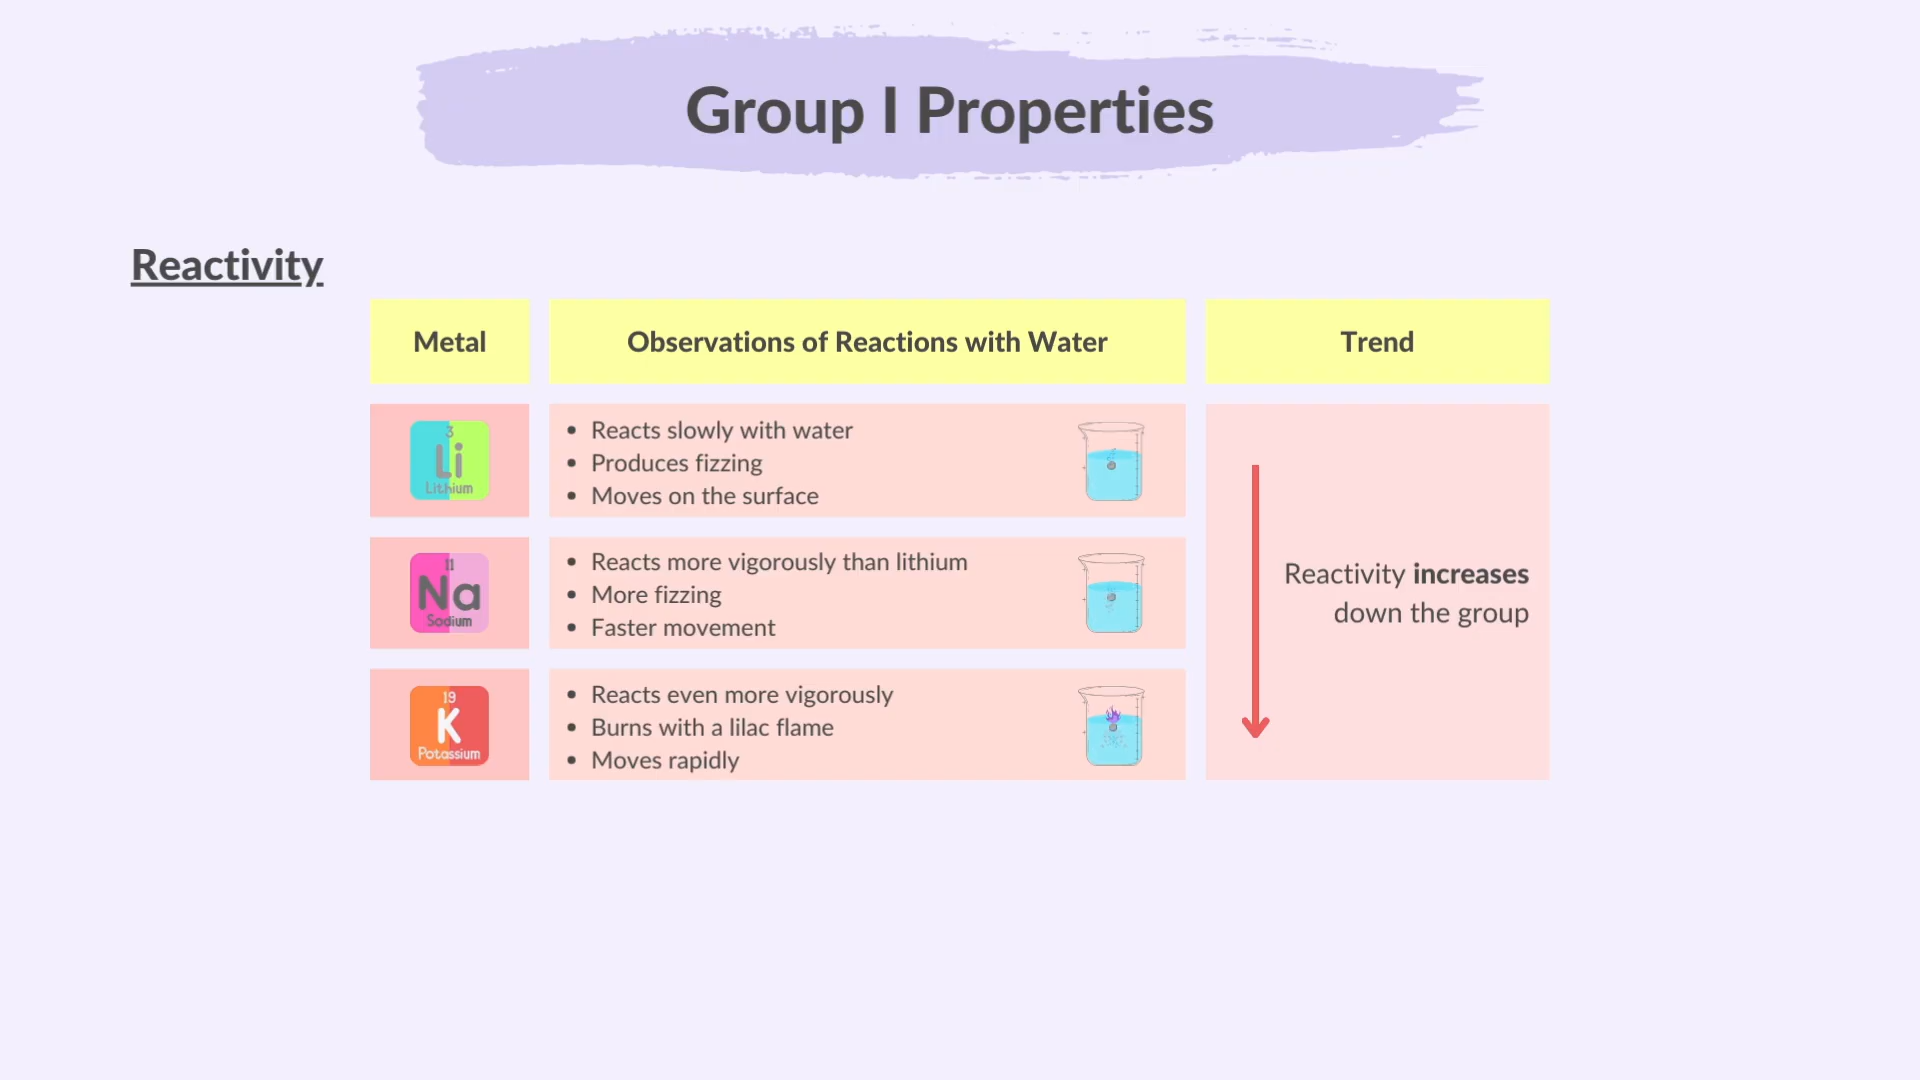 Group I Properties
Reactivity
Metal
Observations of Reactions with Water
Trend
3
Li
Lithium
• Reacts slowly with water
• Produces fizzing
• Moves on the surface
11
Na
Sodium
• Reacts more vigorously than lithium
• More fizzing
• Faster movement
19
K
Potassium
• Reacts even more vigorously
• Burns with a lilac flame
• Moves rapidly
Reactivity increases
down the group